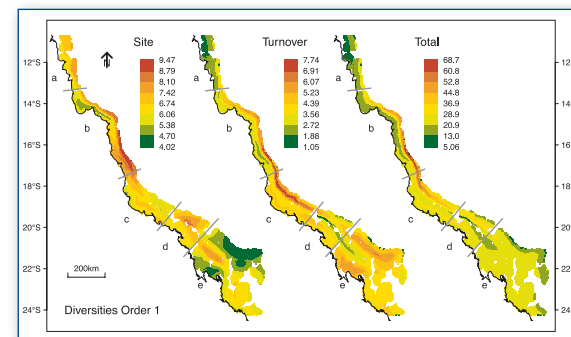 Site
9.47
8.79
8.10
7.42
6.74
6.06
5.38
4.70
4.02
Turnover
7.74
6.91
6.07
5.23
4.39
3.56
2.72
1.88
1.05
Total
68.7
60.8
52.8
44.8
36.9
28.9
20.9
13.0
5.06
N
12°S
14°S
16°S
18°S
20°S
22°S
24°S
a
b
c
d
e
a
b
c
d
e
a
b
c
d
e
12
14
16
18
20
22
24
200km
Diversities Order 1